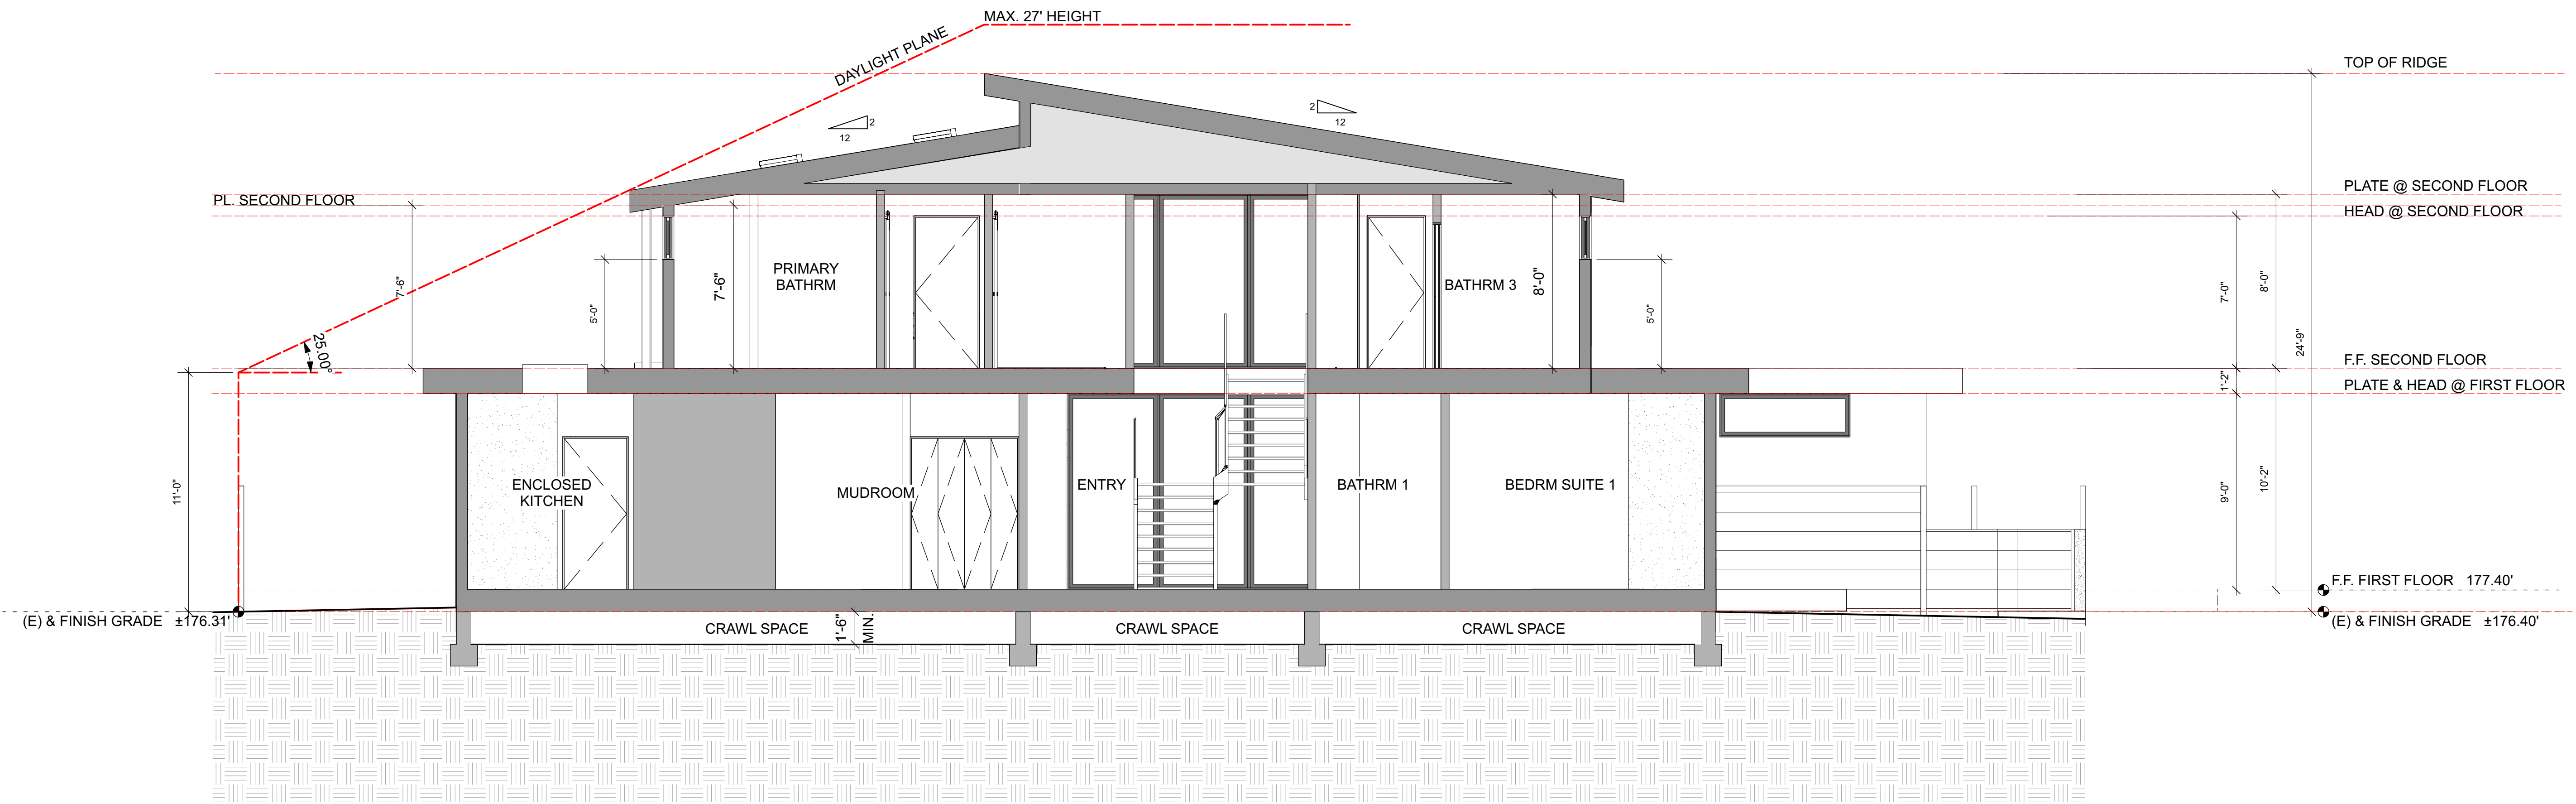 MAX. 27' HEIGHT
DAYLIGHT PLANE
TOP OF RIDGE
2
12
2
12
PL. SECOND FLOOR
PLATE @ SECOND FLOOR
HEAD @ SECOND FLOOR
PRIMARY
BATHRM
BATHRM 3
7'-6"
5'-0"
7'-6"
8'-0"
5'-0"
7'-0"
8'-0"
24'-9"
25.00°
F.F. SECOND FLOOR
PLATE & HEAD @ FIRST FLOOR
1'-2"
11'-0"
ENCLOSED
KITCHEN
MUDROOM
ENTRY
BATHRM 1
BEDRM SUITE 1
9'-0"
10'-2"
F.F. FIRST FLOOR 177.40'
(E) & FINISH GRADE ±176.31'
(E) & FINISH GRADE ±176.40'
CRAWL SPACE
1'-6"
MIN.
CRAWL SPACE
CRAWL SPACE